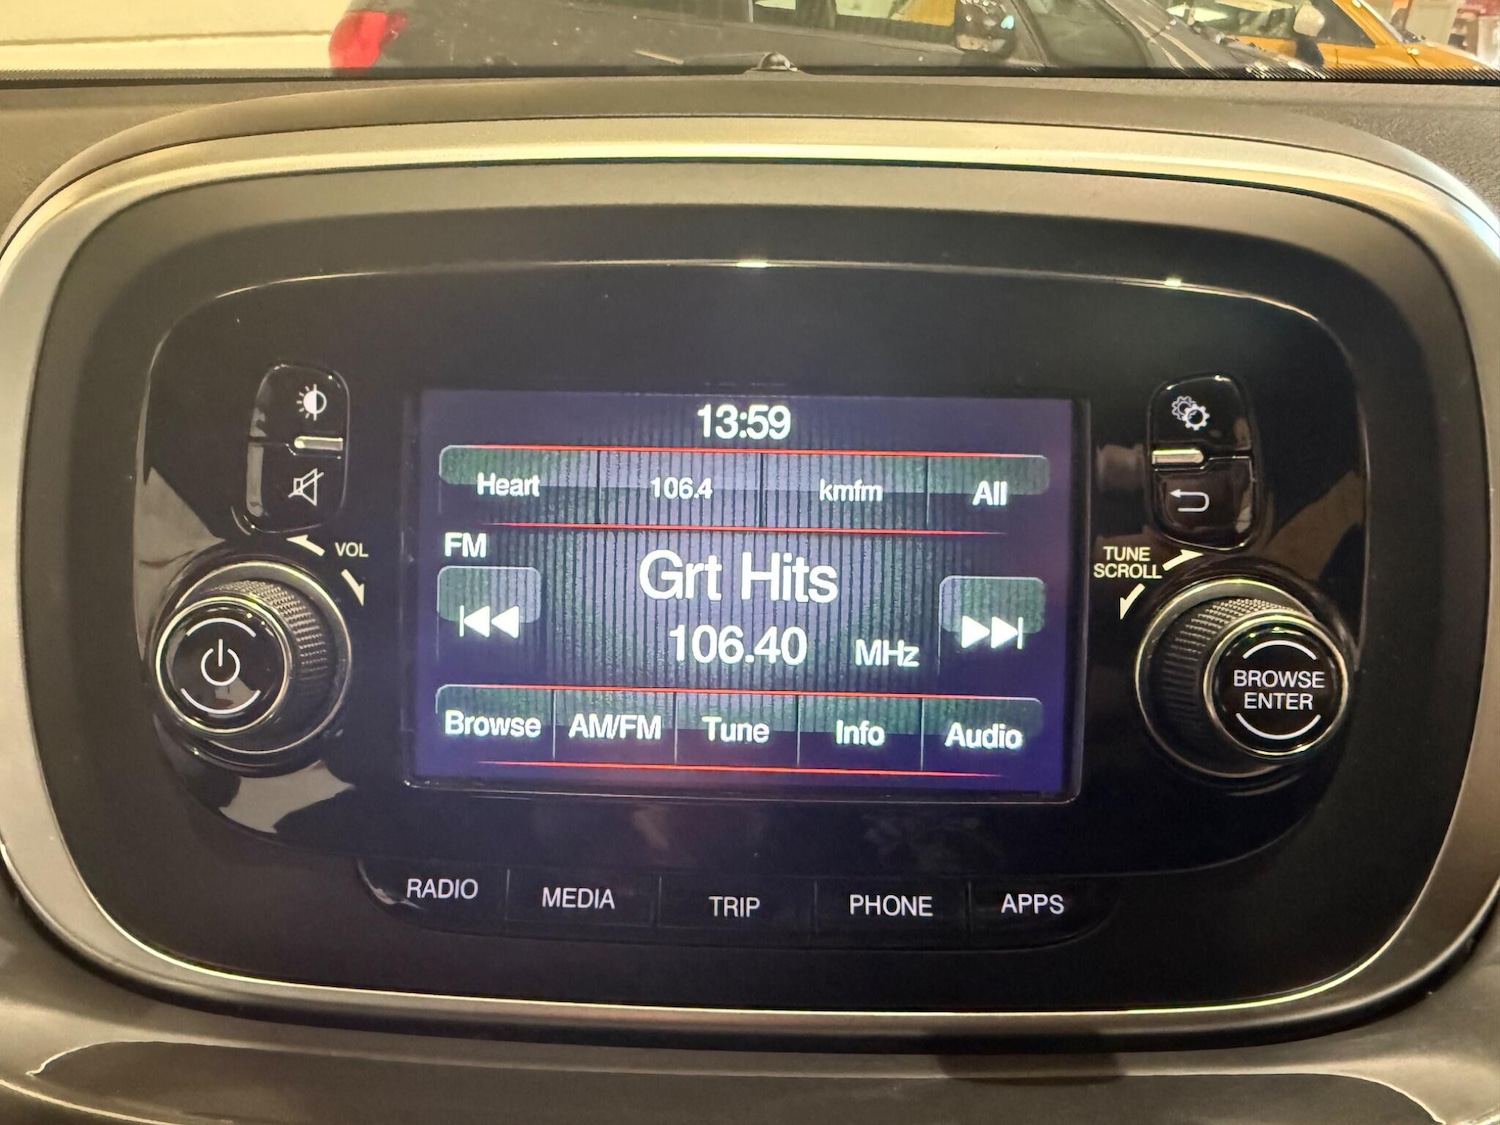 13:59
Heart 106.4 kmfm All
VOL
FM
Grt Hits
106.40 MHz
TUNE
SCROLL
BROWSE
ENTER
Browse AM/FM Tune Info Audio
RADIO MEDIA TRIP PHONE APPS